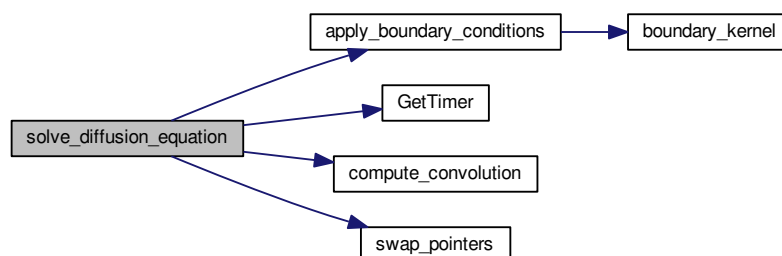 apply_boundary_conditions
boundary_kernel
GetTimer
solve_diffusion_equation
compute_convolution
swap_pointers